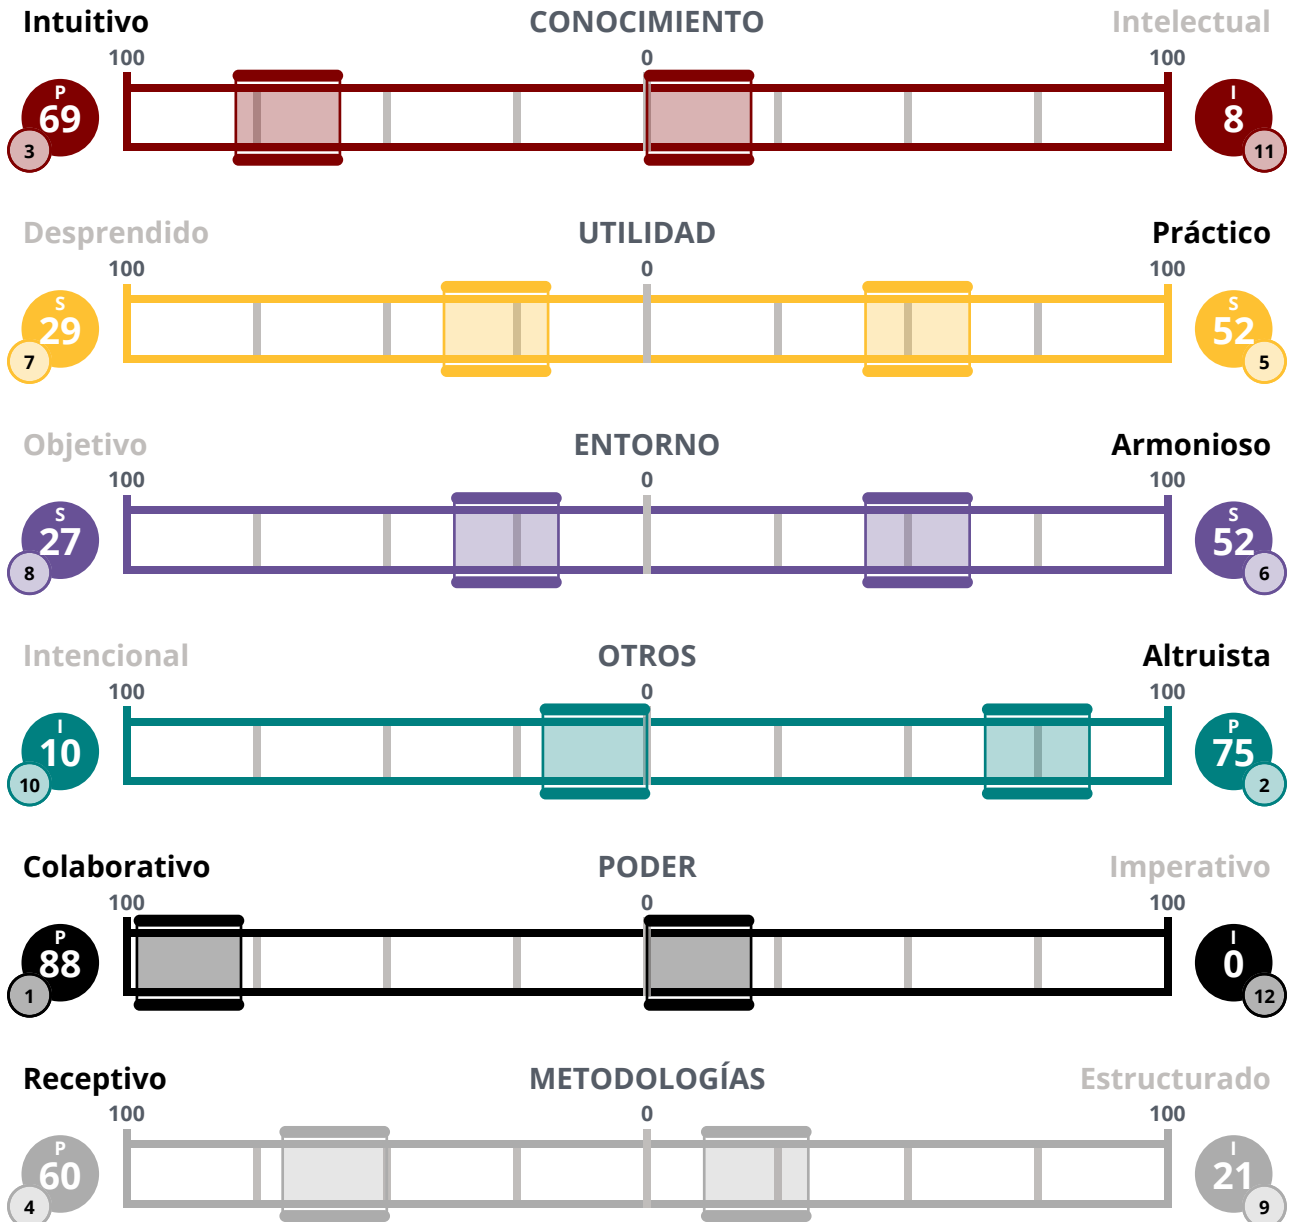 Intuitivo CONOCIMIENTO Intelectual
100 0 100
P 69 3
I 8 11
Desprendido UTILIDAD Práctico
100 0 100
S 29 7
S 52 5
Objetivo ENTORNO Armonioso
100 0 100
S 27 8
S 52 6
Intencional OTROS Altruista
100 0 100
I 10 10
P 75 2
Colaborativo PODER Imperativo
100 0 100
P 88 1
I 0 12
Receptivo METODOLOGÍAS Estructurado
100 0 100
P 60 4
I 21 9